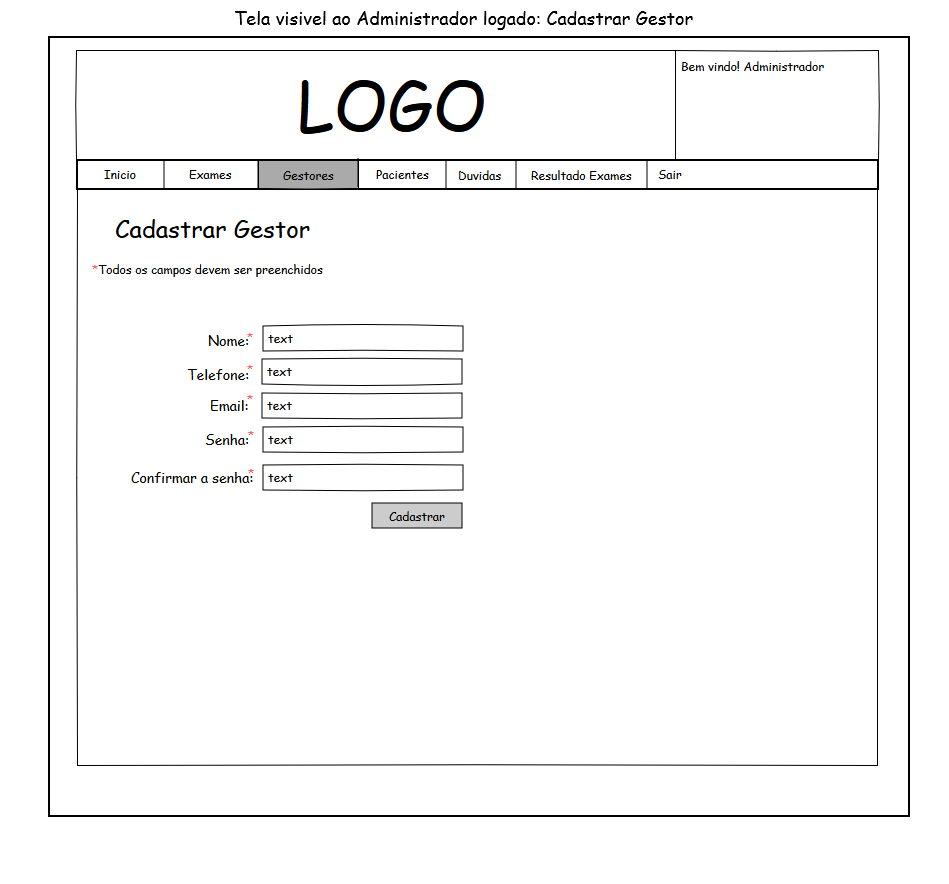 Tela visivel ao Administrador logado: Cadastrar Gestor
LOGO
Bem vindo! Administrador
Inicio Exames Gestores Pacientes Duvidas Resultado Exames Sair
Cadastrar Gestor
*Todos os campos devem ser preenchidos
Nome:* text
Telefone:* text
Email:* text
Senha:* text
Confirmar a senha:* text
Cadastrar